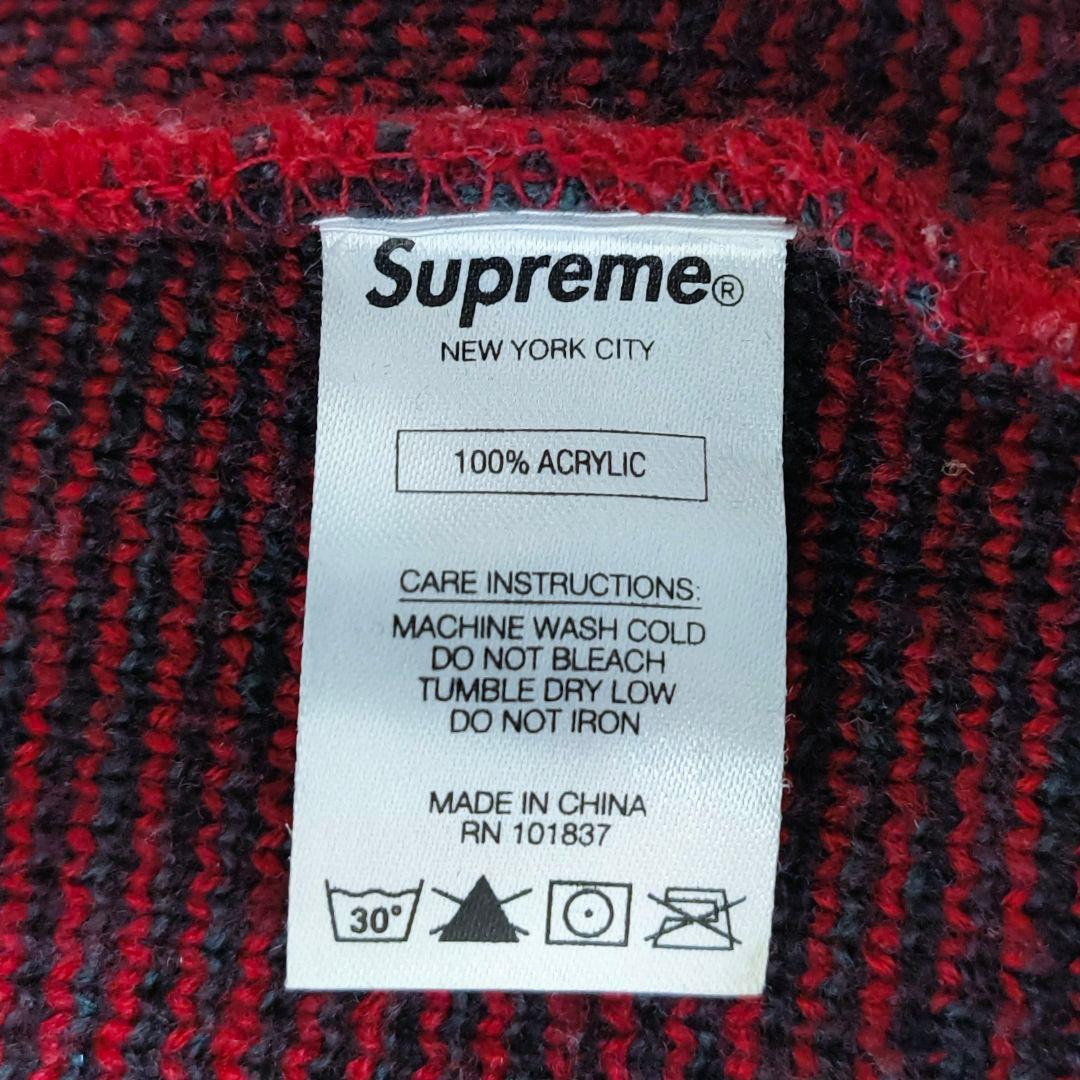 Supreme®
NEW YORK CITY
100% ACRYLIC
CARE INSTRUCTIONS:
MACHINE WASH COLD
DO NOT BLEACH
TUMBLE DRY LOW
DO NOT IRON
MADE IN CHINA
RN 101837
30°